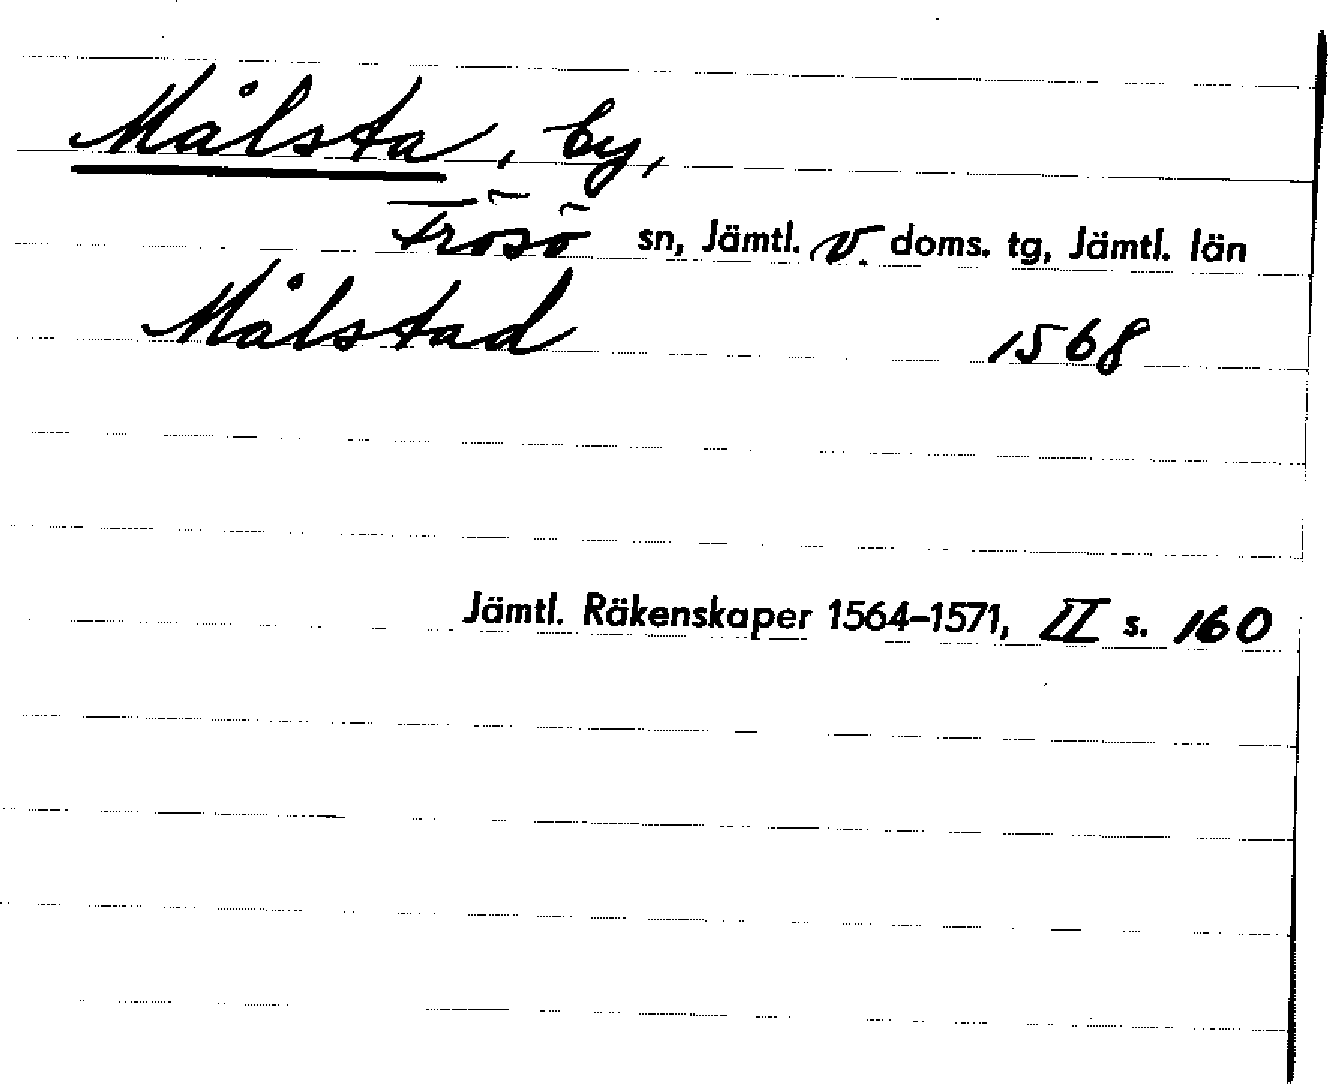 Målsta, by,
Frösö sn, Jämtl. v. doms. tg, Jämtl. län
Målstad 1568
Jämtl. Räkenskaper 1564–1571, II s. 160